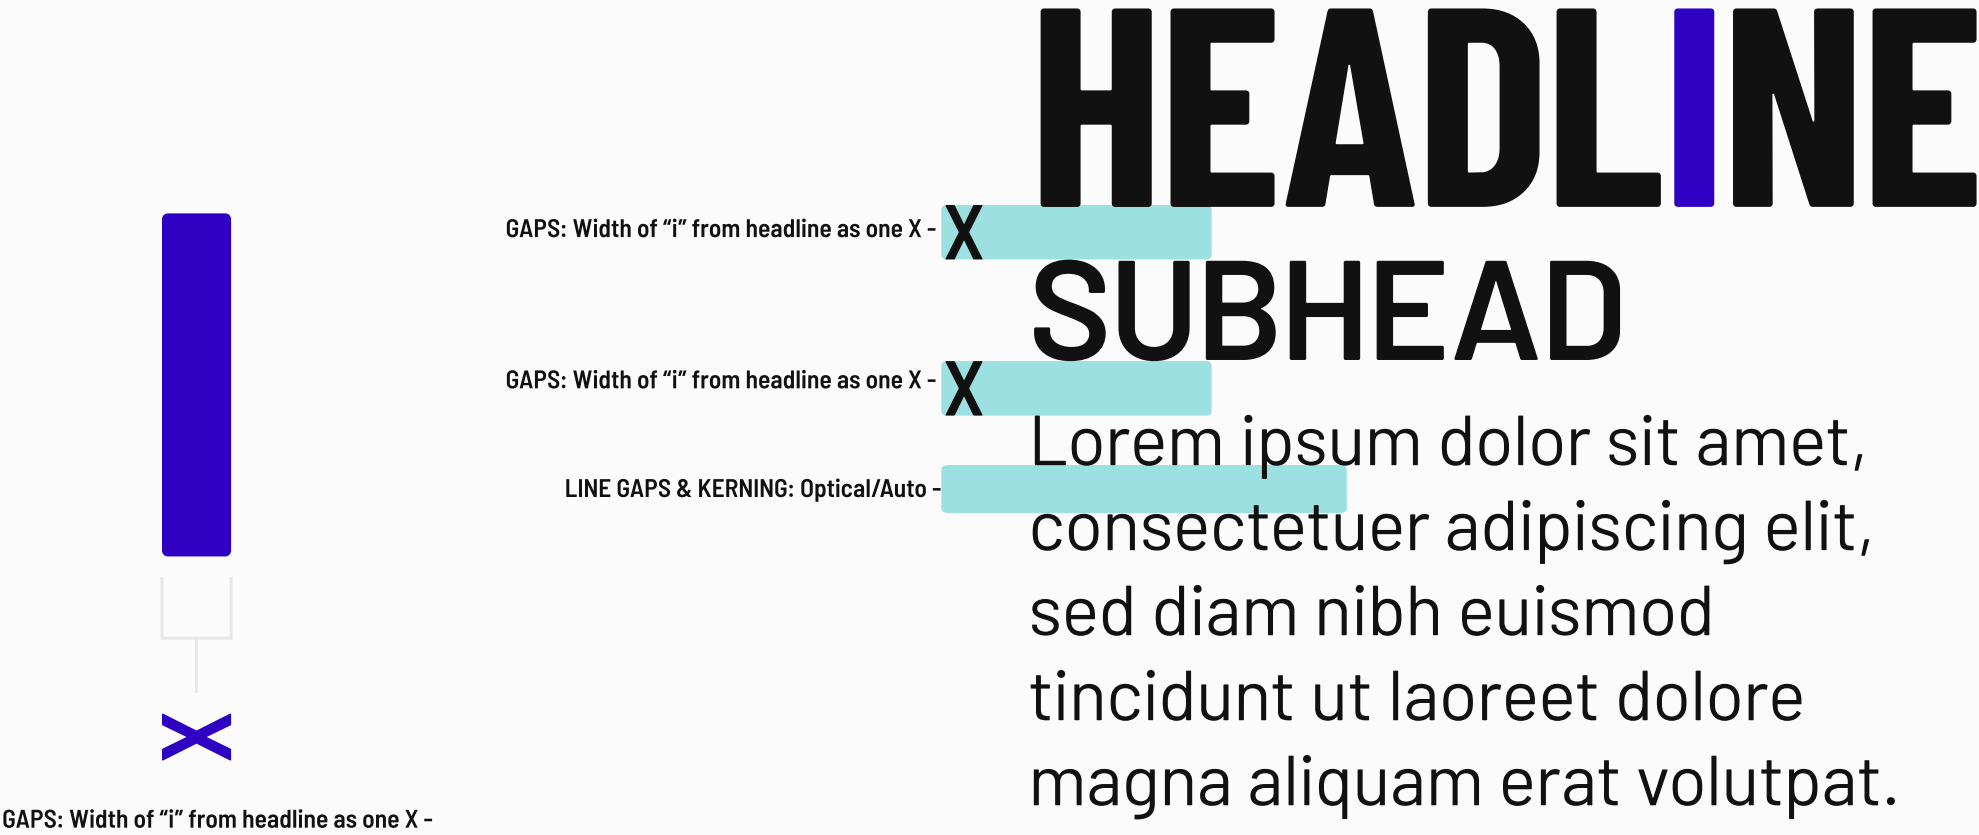 HEADLINE
GAPS: Width of “i” from headline as one X -
X
SUBHEAD
GAPS: Width of “i” from headline as one X -
X
Lorem ipsum dolor sit amet,
LINE GAPS & KERNING: Optical/Auto -
consectetuer adipiscing elit,
sed diam nibh euismod
tincidunt ut laoreet dolore
magna aliquam erat volutpat.
X
GAPS: Width of “i” from headline as one X -